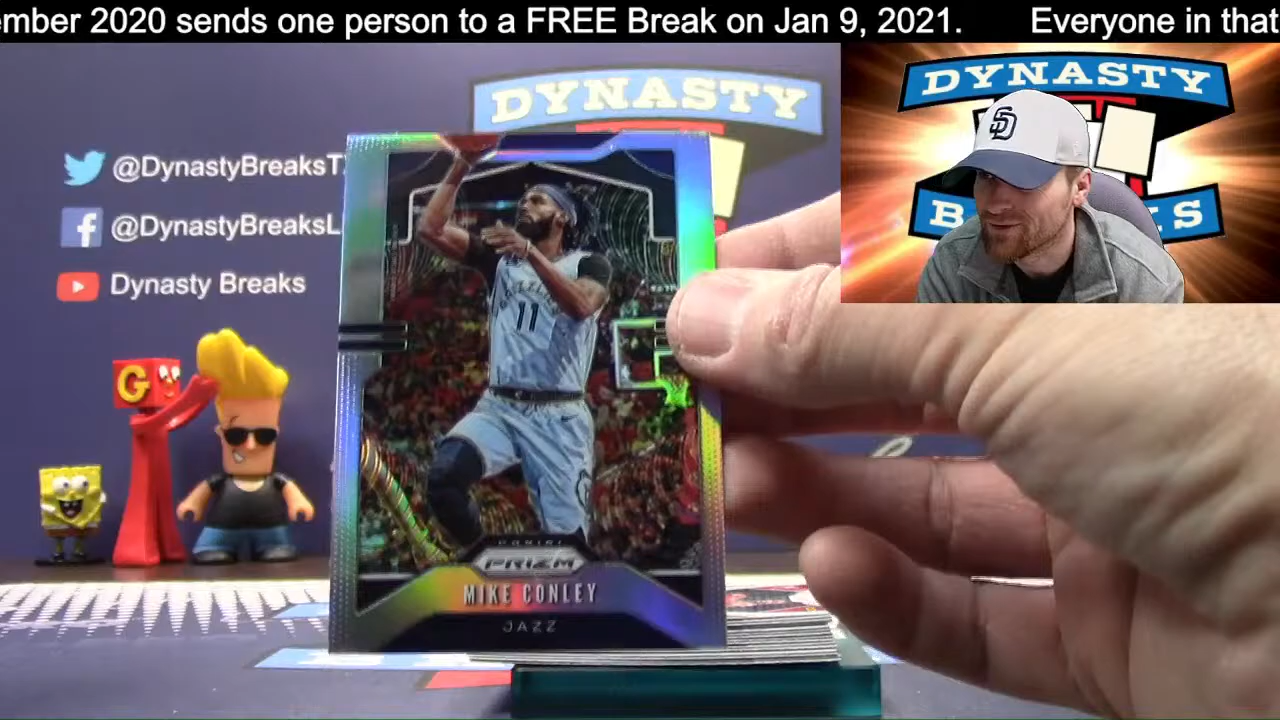 ember 2020 sends one person to a FREE Break on Jan 9, 2021. Everyone in that
DYNASTY
DYNASTY
SD
@DynastyBreaksT
@DynastyBreaksL
Dynasty Breaks
G
11
PANINI
PRIZM
MIKE CONLEY
JAZZ